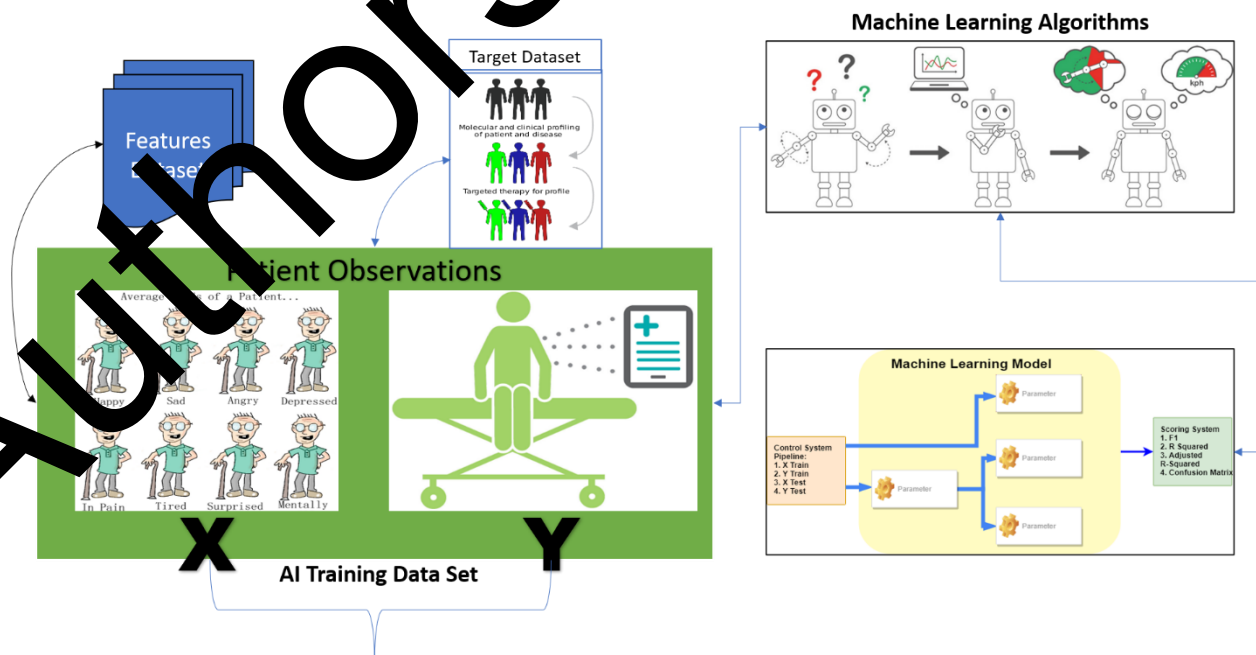 Machine Learning Algorithms
Target Dataset
Features
Dataset
Molecular and clinical profiling
of patient and disease
Targeted therapy for profile
? ? ?
kph
Authors
Patient Observations
Average of a Patient...
Happy Sad Angry Depressed
In Pain Tired Surprised Mentally
X Y
AI Training Data Set
Machine Learning Model
Parameter
Parameter
Parameter
Parameter
Control System
Pipeline:
1. X Train
2. Y Train
3. X Test
4. Y Test
Scoring System
1. F1
2. R Squared
3. Adjusted
R-Squared
4. Confusion Matrix